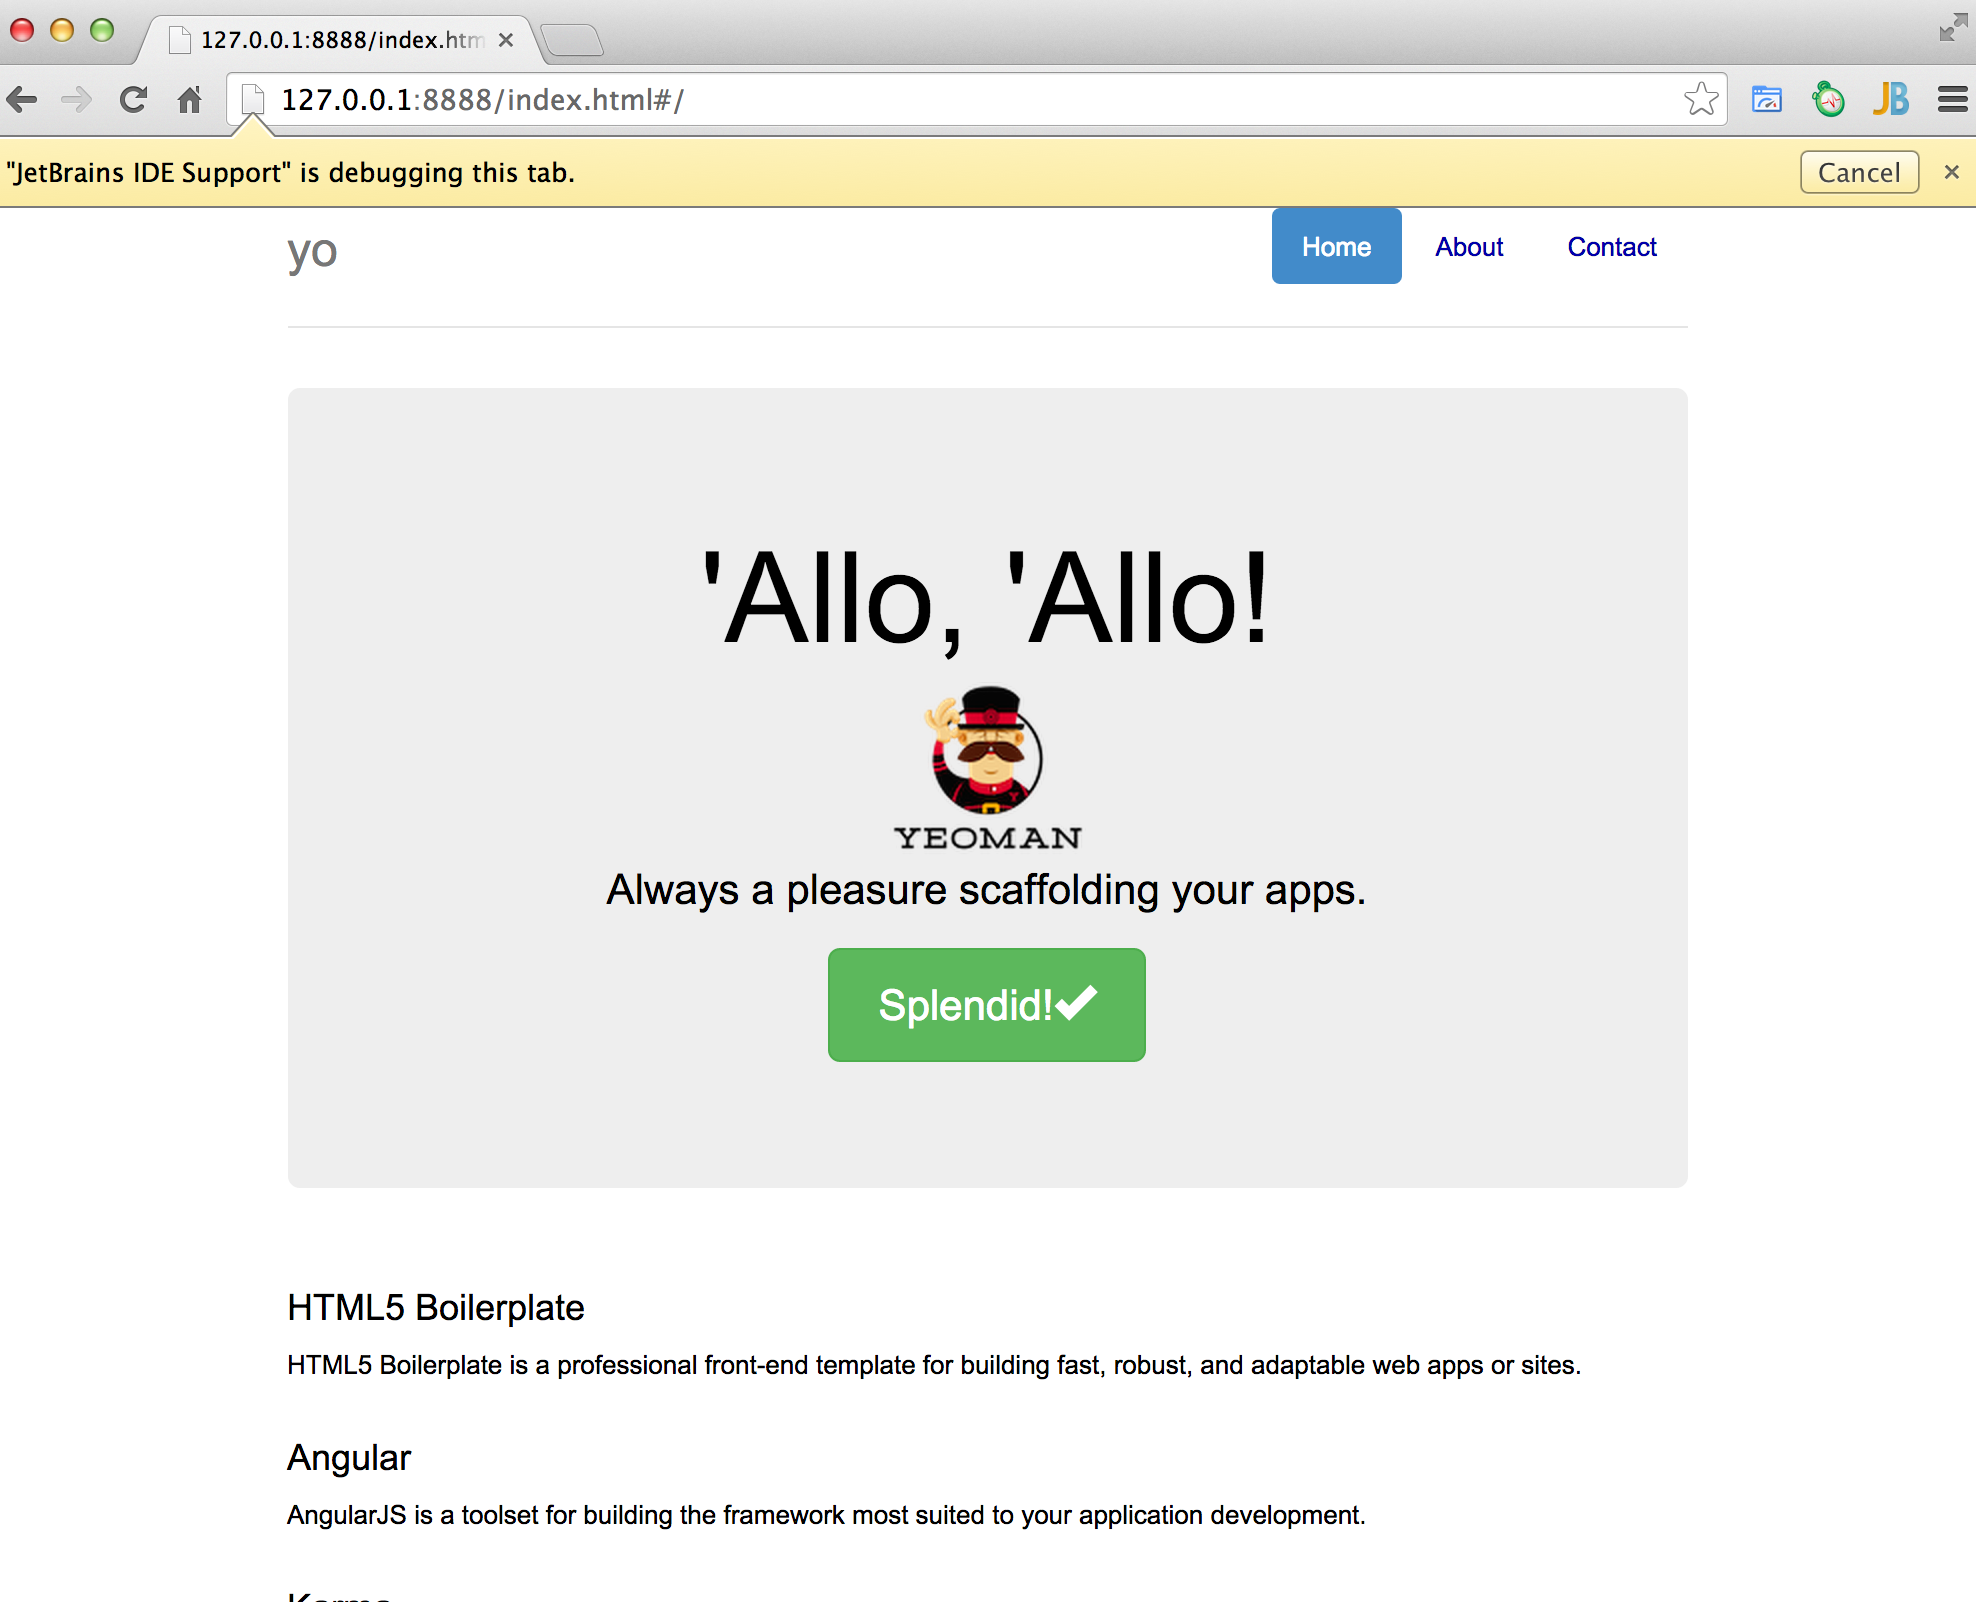 127.0.0.1:8888/index.htm
127.0.0.1:8888/index.html#/
JB
"JetBrains IDE Support" is debugging this tab.
Cancel
yo
Home
About
Contact
'Allo, 'Allo!
YEOMAN
Always a pleasure scaffolding your apps.
Splendid!
HTML5 Boilerplate
HTML5 Boilerplate is a professional front-end template for building fast, robust, and adaptable web apps or sites.
Angular
AngularJS is a toolset for building the framework most suited to your application development.
Karma